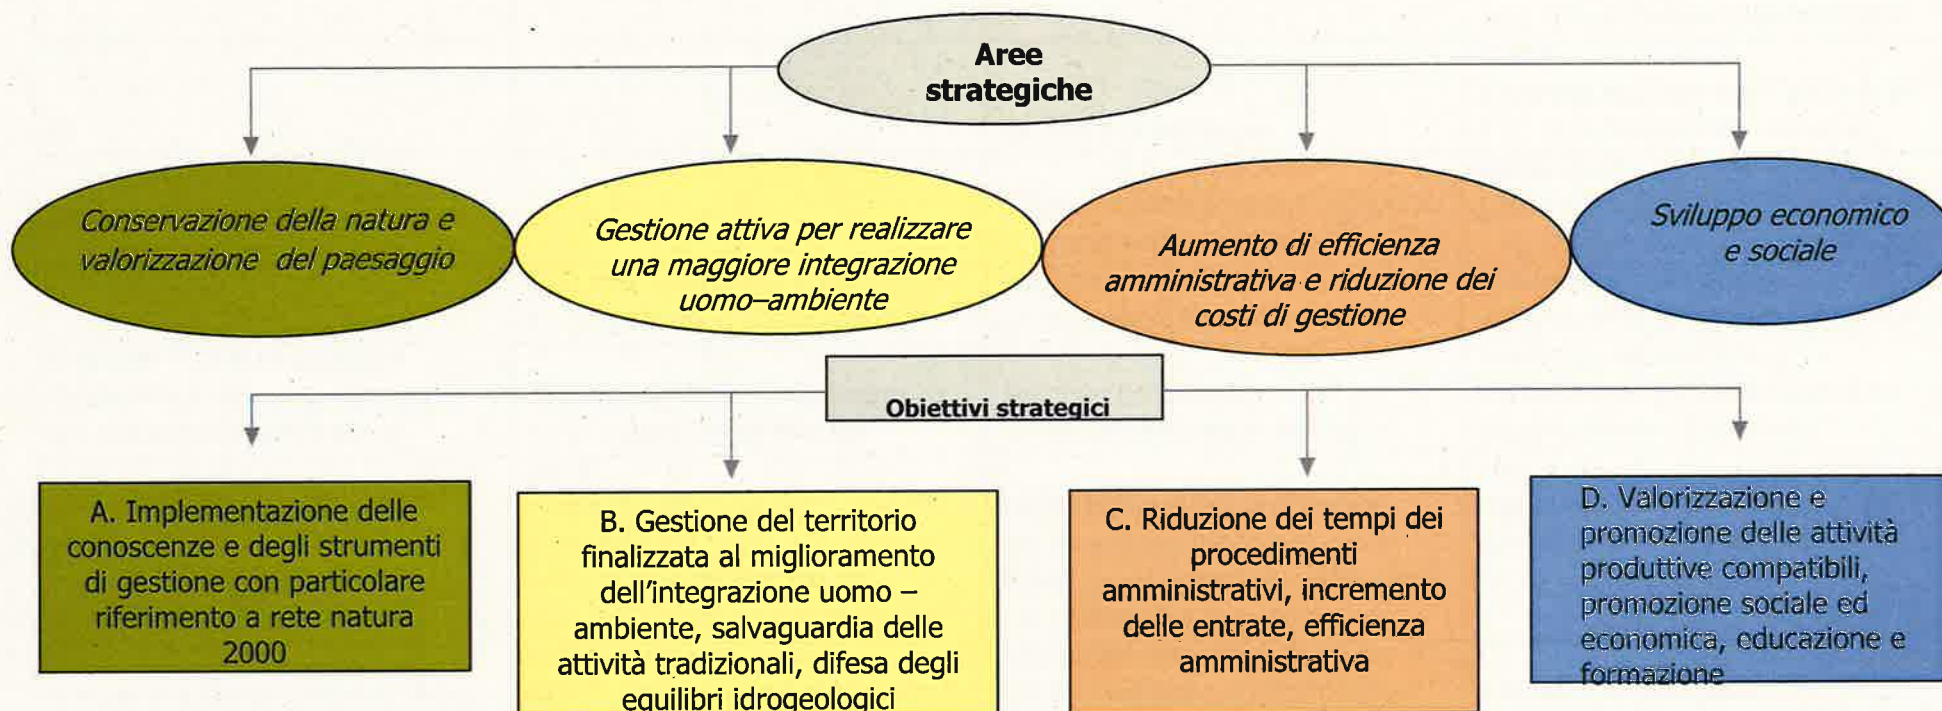 Aree
strategiche
Conservazione della natura e
valorizzazione del paesaggio
Gestione attiva per realizzare
una maggiore integrazione
uomo–ambiente
Aumento di efficienza
amministrativa e riduzione dei
costi di gestione
Sviluppo economico
e sociale
Obiettivi strategici
A. Implementazione delle
conoscenze e degli strumenti
di gestione con particolare
riferimento a rete natura
2000
B. Gestione del territorio
finalizzata al miglioramento
dell'integrazione uomo –
ambiente, salvaguardia delle
attività tradizionali, difesa degli
equilibri idrogeologici
C. Riduzione dei tempi dei
procedimenti
amministrativi, incremento
delle entrate, efficienza
amministrativa
D. Valorizzazione e
promozione delle attività
produttive compatibili,
promozione sociale ed
economica, educazione e
formazione